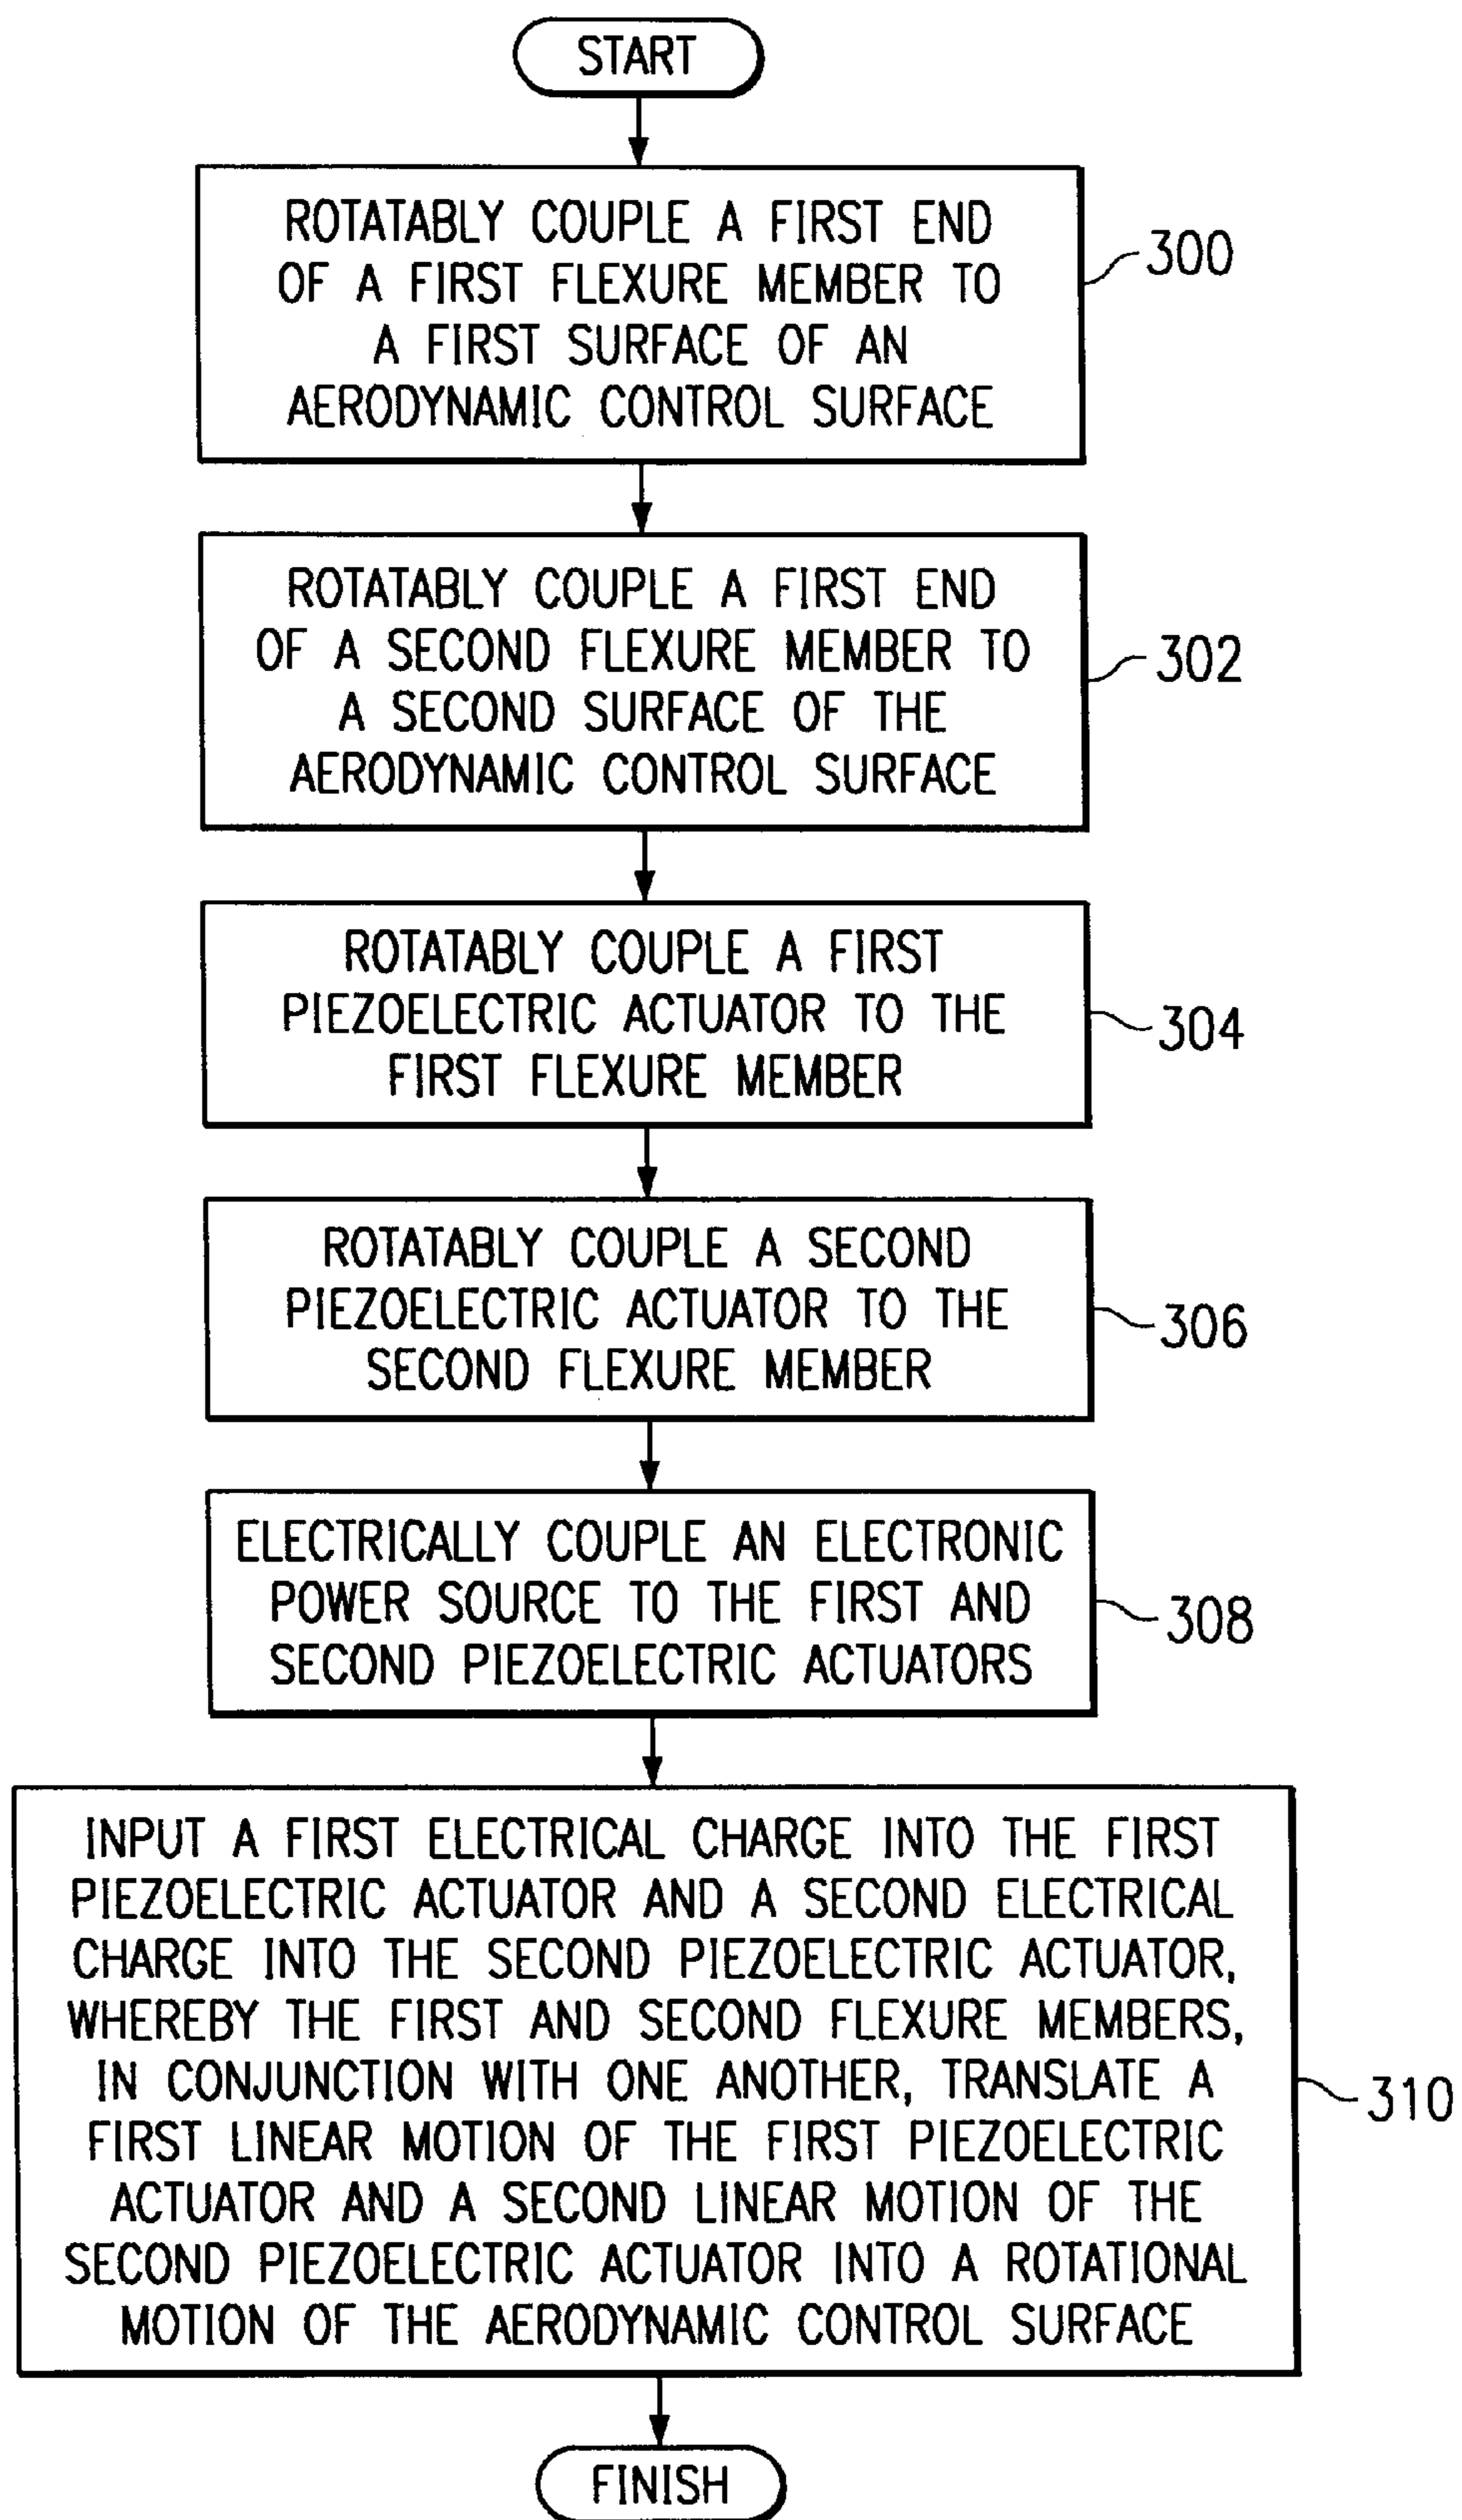 START
ROTATABLY COUPLE A FIRST END
OF A FIRST FLEXURE MEMBER TO
A FIRST SURFACE OF AN
AERODYNAMIC CONTROL SURFACE
300
ROTATABLY COUPLE A FIRST END
OF A SECOND FLEXURE MEMBER TO
A SECOND SURFACE OF THE
AERODYNAMIC CONTROL SURFACE
302
ROTATABLY COUPLE A FIRST
PIEZOELECTRIC ACTUATOR TO THE
FIRST FLEXURE MEMBER
304
ROTATABLY COUPLE A SECOND
PIEZOELECTRIC ACTUATOR TO THE
SECOND FLEXURE MEMBER
306
ELECTRICALLY COUPLE AN ELECTRONIC
POWER SOURCE TO THE FIRST AND
SECOND PIEZOELECTRIC ACTUATORS
308
INPUT A FIRST ELECTRICAL CHARGE INTO THE FIRST
PIEZOELECTRIC ACTUATOR AND A SECOND ELECTRICAL
CHARGE INTO THE SECOND PIEZOELECTRIC ACTUATOR,
WHEREBY THE FIRST AND SECOND FLEXURE MEMBERS,
IN CONJUNCTION WITH ONE ANOTHER, TRANSLATE A
FIRST LINEAR MOTION OF THE FIRST PIEZOELECTRIC
ACTUATOR AND A SECOND LINEAR MOTION OF THE
SECOND PIEZOELECTRIC ACTUATOR INTO A ROTATIONAL
MOTION OF THE AERODYNAMIC CONTROL SURFACE
310
FINISH